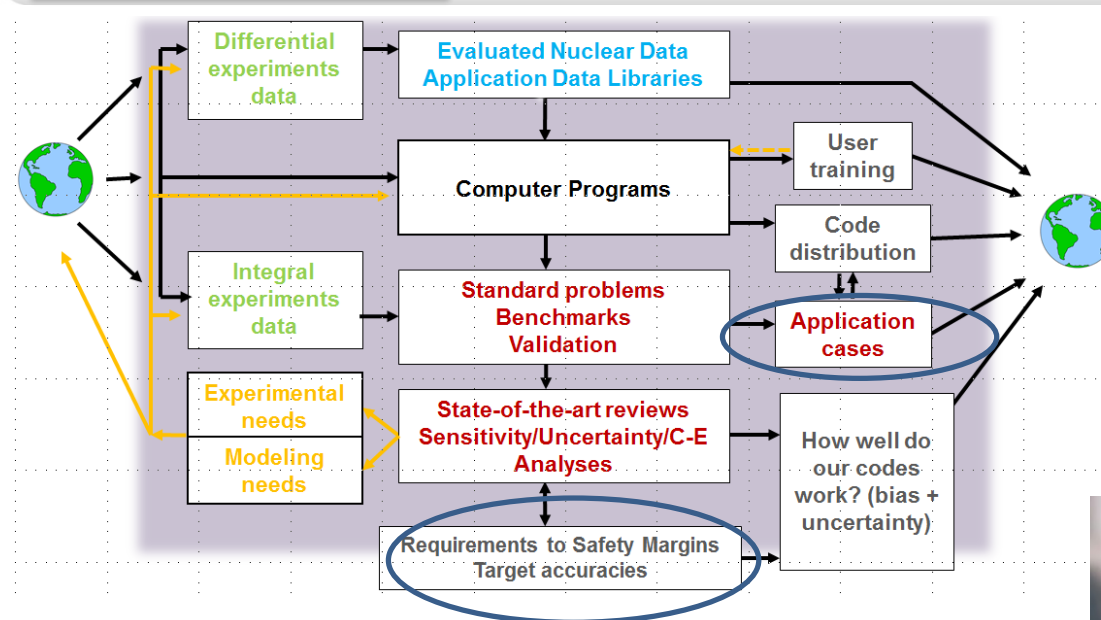 Differential
experiments
data
Evaluated Nuclear Data
Application Data Libraries
User
training
Computer Programs
Code
distribution
Integral
experiments
data
Standard problems
Benchmarks
Validation
Application
cases
Experimental
needs
Modeling
needs
State-of-the-art reviews
Sensitivity/Uncertainty/C-E
Analyses
How well do
our codes
work? (bias +
uncertainty)
Requirements to Safety Margins
Target accuracies